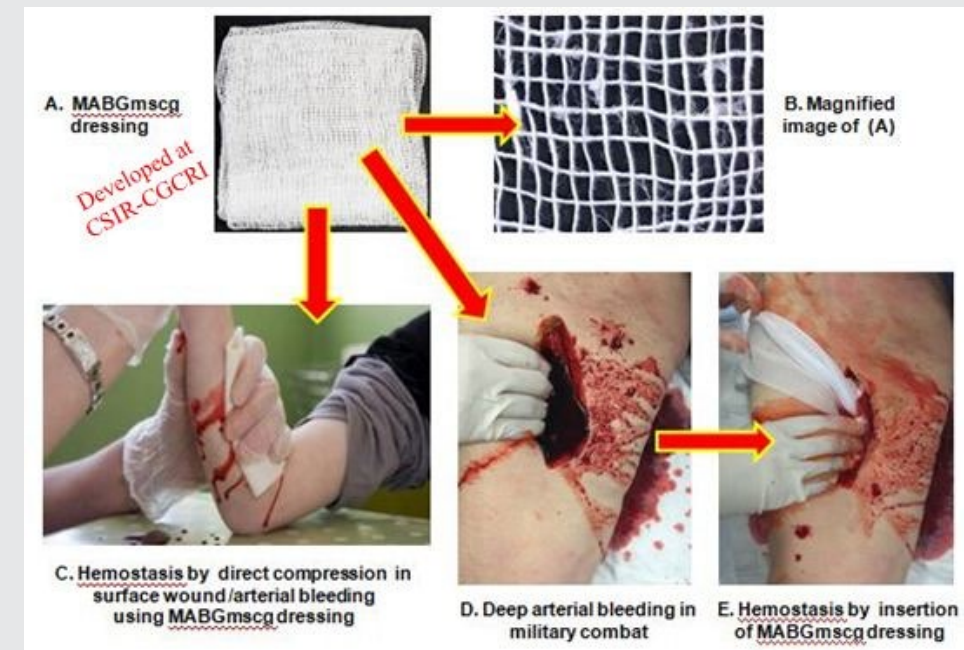 A. MABGmscg
dressing
Developed at
CSIR-CGCRI
B. Magnified
image of (A)
C. Hemostasis by direct compression in
surface wound/arterial bleeding
using MABGmscg dressing
D. Deep arterial bleeding in
military combat
E. Hemostasis by insertion
of MABGmscg dressing